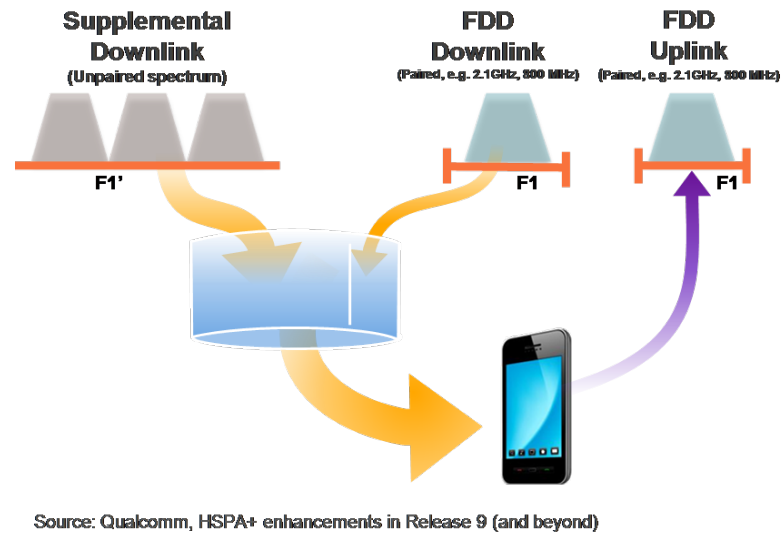 Supplemental
Downlink
(Unpaired spectrum)
FDD
Downlink
(Paired, e.g. 2.1GHz, 800 MHz)
FDD
Uplink
(Paired, e.g. 2.1GHz, 800 MHz)
F1’
F1
F1
Source: Qualcomm, HSPA+ enhancements in Release 9 (and beyond)